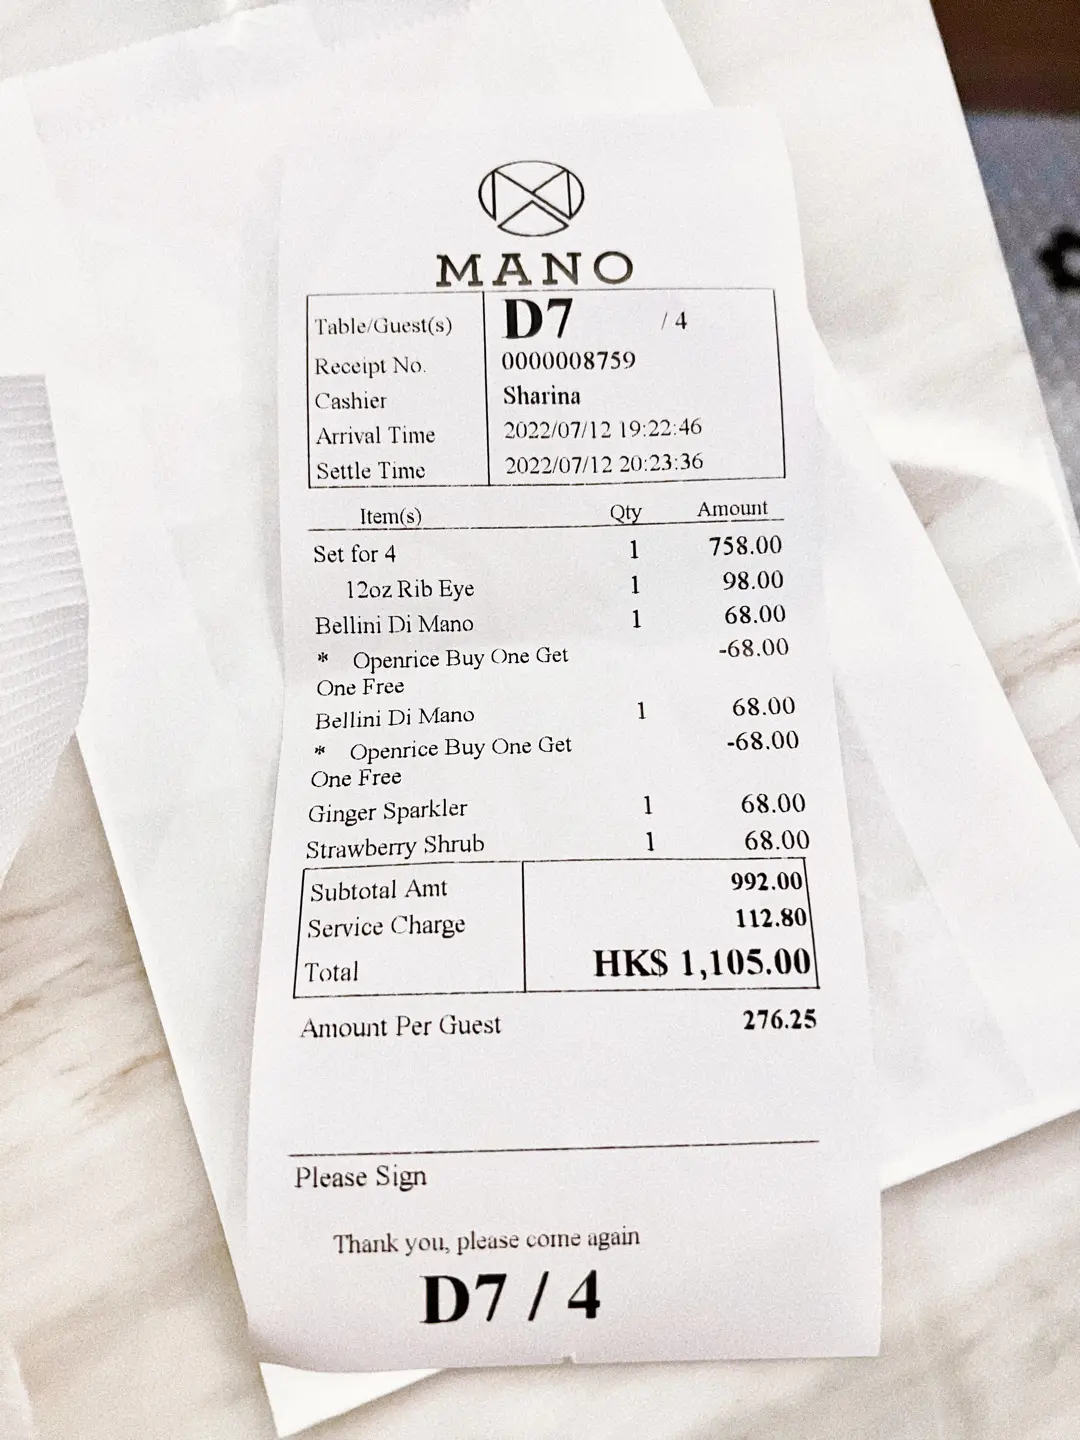 MANO
Table/Guest(s) D7 / 4
Receipt No. 0000008759
Cashier Sharina
Arrival Time 2022/07/12 19:22:46
Settle Time 2022/07/12 20:23:36
Item(s) Qty Amount
Set for 4 1 758.00
12oz Rib Eye 1 98.00
Bellini Di Mano 1 68.00
* Openrice Buy One Get -68.00
One Free
Bellini Di Mano 1 68.00
* Openrice Buy One Get -68.00
One Free
Ginger Sparkler 1 68.00
Strawberry Shrub 1 68.00
Subtotal Amt 992.00
Service Charge 112.80
Total HK$ 1,105.00
Amount Per Guest 276.25
Please Sign
Thank you, please come again
D7 / 4